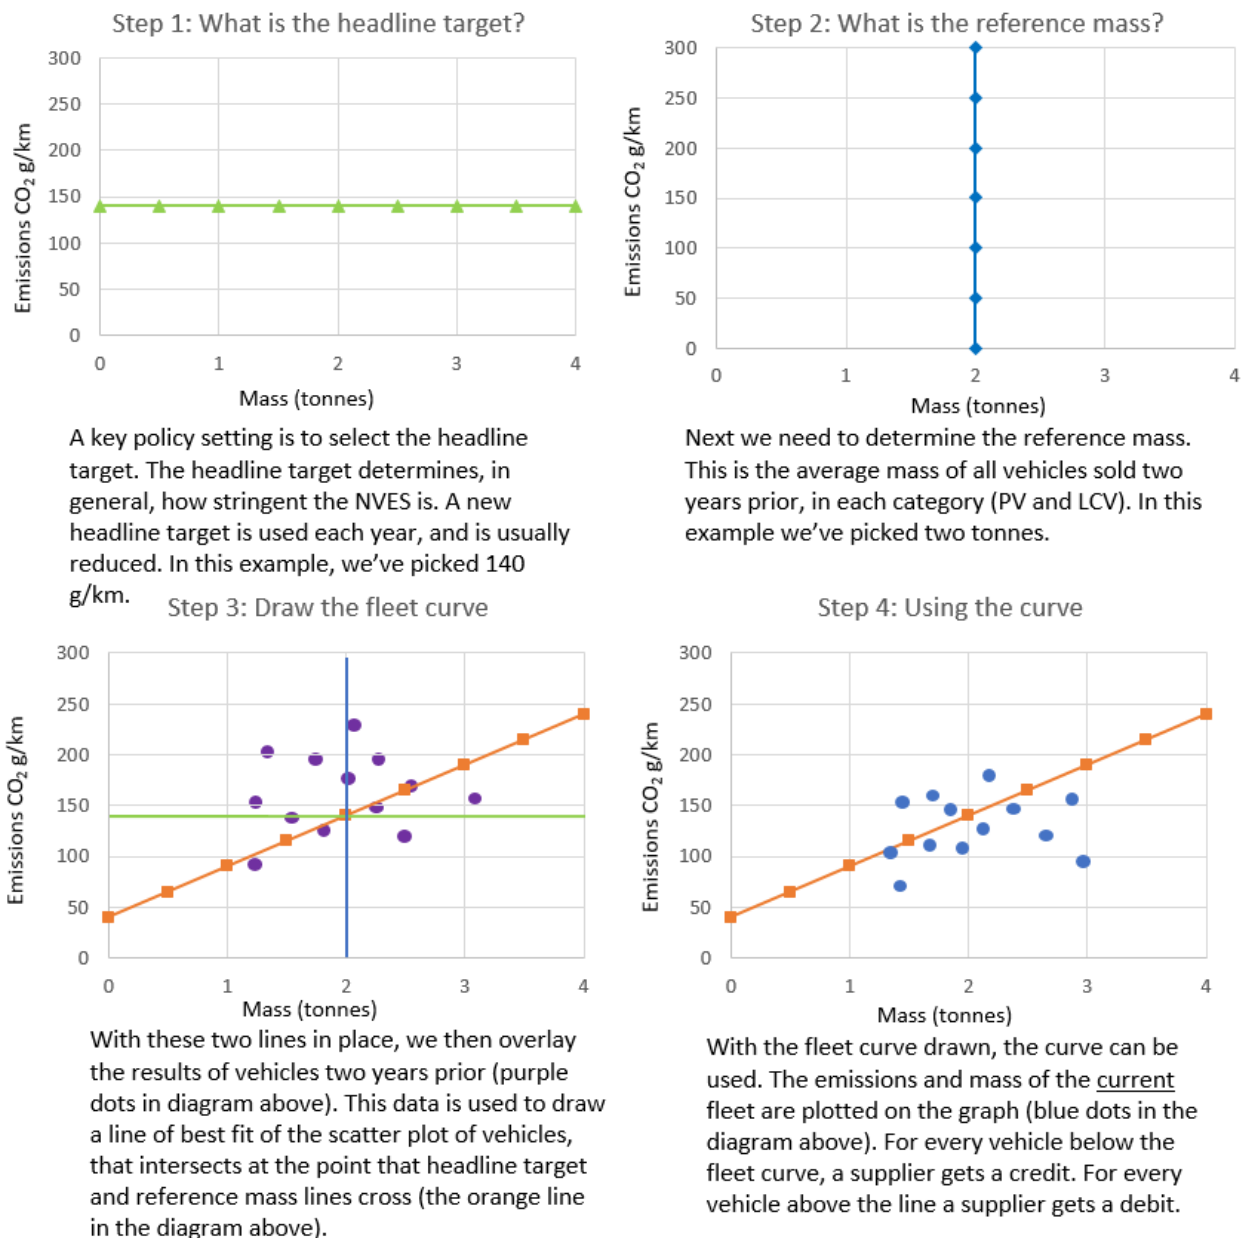 Step 1: What is the headline target?
300
250
200
150
100
50
0
Emissions CO₂ g/km
0 1 2 3 4
Mass (tonnes)
A key policy setting is to select the headline
target. The headline target determines, in
general, how stringent the NVES is. A new
headline target is used each year, and is usually
reduced. In this example, we’ve picked 140
g/km.
Step 2: What is the reference mass?
300
250
200
150
100
50
0
Emissions CO₂ g/km
0 1 2 3 4
Mass (tonnes)
Next we need to determine the reference mass.
This is the average mass of all vehicles sold two
years prior, in each category (PV and LCV). In this
example we’ve picked two tonnes.
Step 3: Draw the fleet curve
300
250
200
150
100
50
0
Emissions CO₂ g/km
0 1 2 3 4
Mass (tonnes)
With these two lines in place, we then overlay
the results of vehicles two years prior (purple
dots in diagram above). This data is used to draw
a line of best fit of the scatter plot of vehicles,
that intersects at the point that headline target
and reference mass lines cross (the orange line
in the diagram above).
Step 4: Using the curve
300
250
200
150
100
50
0
Emissions CO₂ g/km
0 1 2 3 4
Mass (tonnes)
With the fleet curve drawn, the curve can be
used. The emissions and mass of the current
fleet are plotted on the graph (blue dots in the
diagram above). For every vehicle below the
fleet curve, a supplier gets a credit. For every
vehicle above the line a supplier gets a debit.